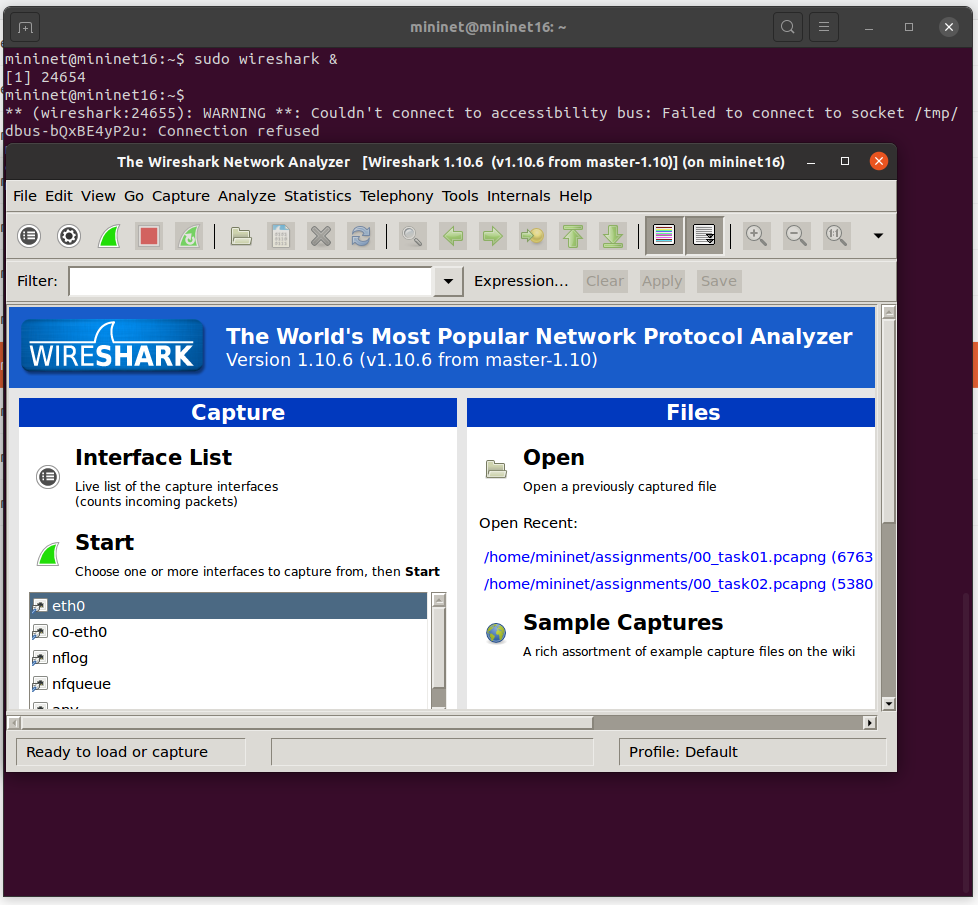 mininet@mininet16: ~
mininet@mininet16:~$ sudo wireshark &
[1] 24654
mininet@mininet16:~$
** (wireshark:24655): WARNING **: Couldn't connect to accessibility bus: Failed to connect to socket /tmp/
dbus-bQxBE4yP2u: Connection refused
The Wireshark Network Analyzer [Wireshark 1.10.6 (v1.10.6 from master-1.10)] (on mininet16)
File Edit View Go Capture Analyze Statistics Telephony Tools Internals Help
Filter: Expression... Clear Apply Save
WIRESHARK
The World's Most Popular Network Protocol Analyzer
Version 1.10.6 (v1.10.6 from master-1.10)
Capture
Interface List
Live list of the capture interfaces
(counts incoming packets)
Start
Choose one or more interfaces to capture from, then Start
eth0
c0-eth0
nflog
nfqueue
any
Files
Open
Open a previously captured file
Open Recent:
/home/mininet/assignments/00_task01.pcapng (6763
/home/mininet/assignments/00_task02.pcapng (5380
Sample Captures
A rich assortment of example capture files on the wiki
Ready to load or capture
Profile: Default